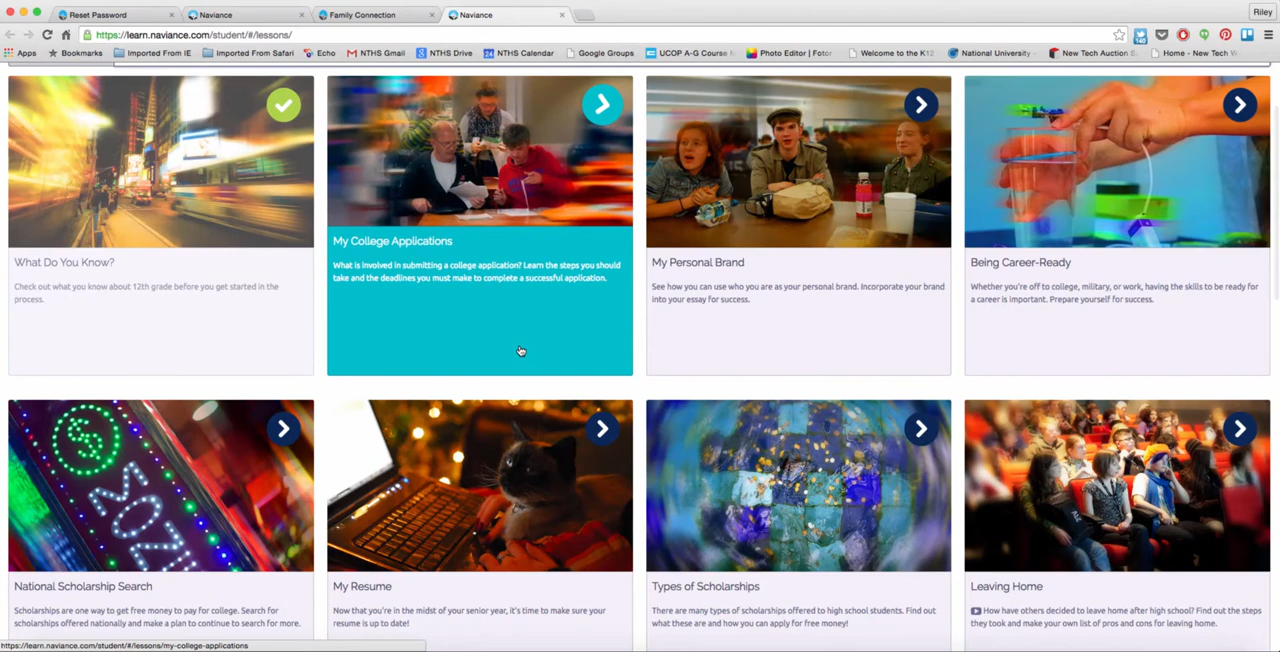 Reset Password
Naviance
Family Connection
Naviance
Riley
https://learn.naviance.com/student/#/lessons/
Apps
Bookmarks
Imported From IE
Imported From Safari
Echo
NTHS Gmail
NTHS Drive
24
NTHS Calendar
Google Groups
UCOP A-G Course
Photo Editor | Fotor
Welcome to the K12
National University -
New Tech Auction S
Home - New Tech
140
What Do You Know?
Check out what you know about 12th grade before you get started in the
process.
My College Applications
What is involved in submitting a college application? Learn the steps you should
take and the deadlines you must make to complete a successful application.
My Personal Brand
See how you can use who you are as your personal brand. Incorporate your brand
into your essay for success.
Being Career-Ready
Whether you're off to college, military, or work, having the skills to be ready for
a career is important. Prepare yourself for success.
$
National Scholarship Search
Scholarships are one way to get free money to pay for college. Search for
scholarships offered nationally and make a plan to continue to search for more.
My Resume
Now that you're in the midst of your senior year, it's time to make sure your
resume is up to date!
Types of Scholarships
There are many types of scholarships offered to high school students. Find out
what these are and how you can apply for free money!
Leaving Home
How have others decided to leave home after high school? Find out the steps
they took and make your own list of pros and cons for leaving home.
https://learn.naviance.com/student/#/lessons/my-college-applications